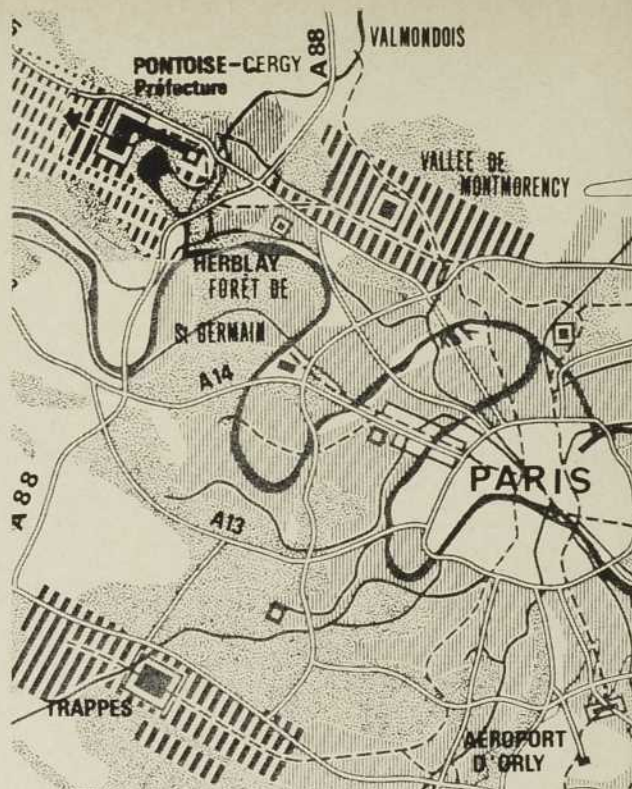 A 88
VALMONDOIS
PONTOISE-CERGY
Préfecture
VALLEE DE
MONTMORENCY
HERBLAY
FORÊT DE
St GERMAIN
A14
PARIS
A 88
A13
TRAPPES
AÉROPORT
D'ORLY